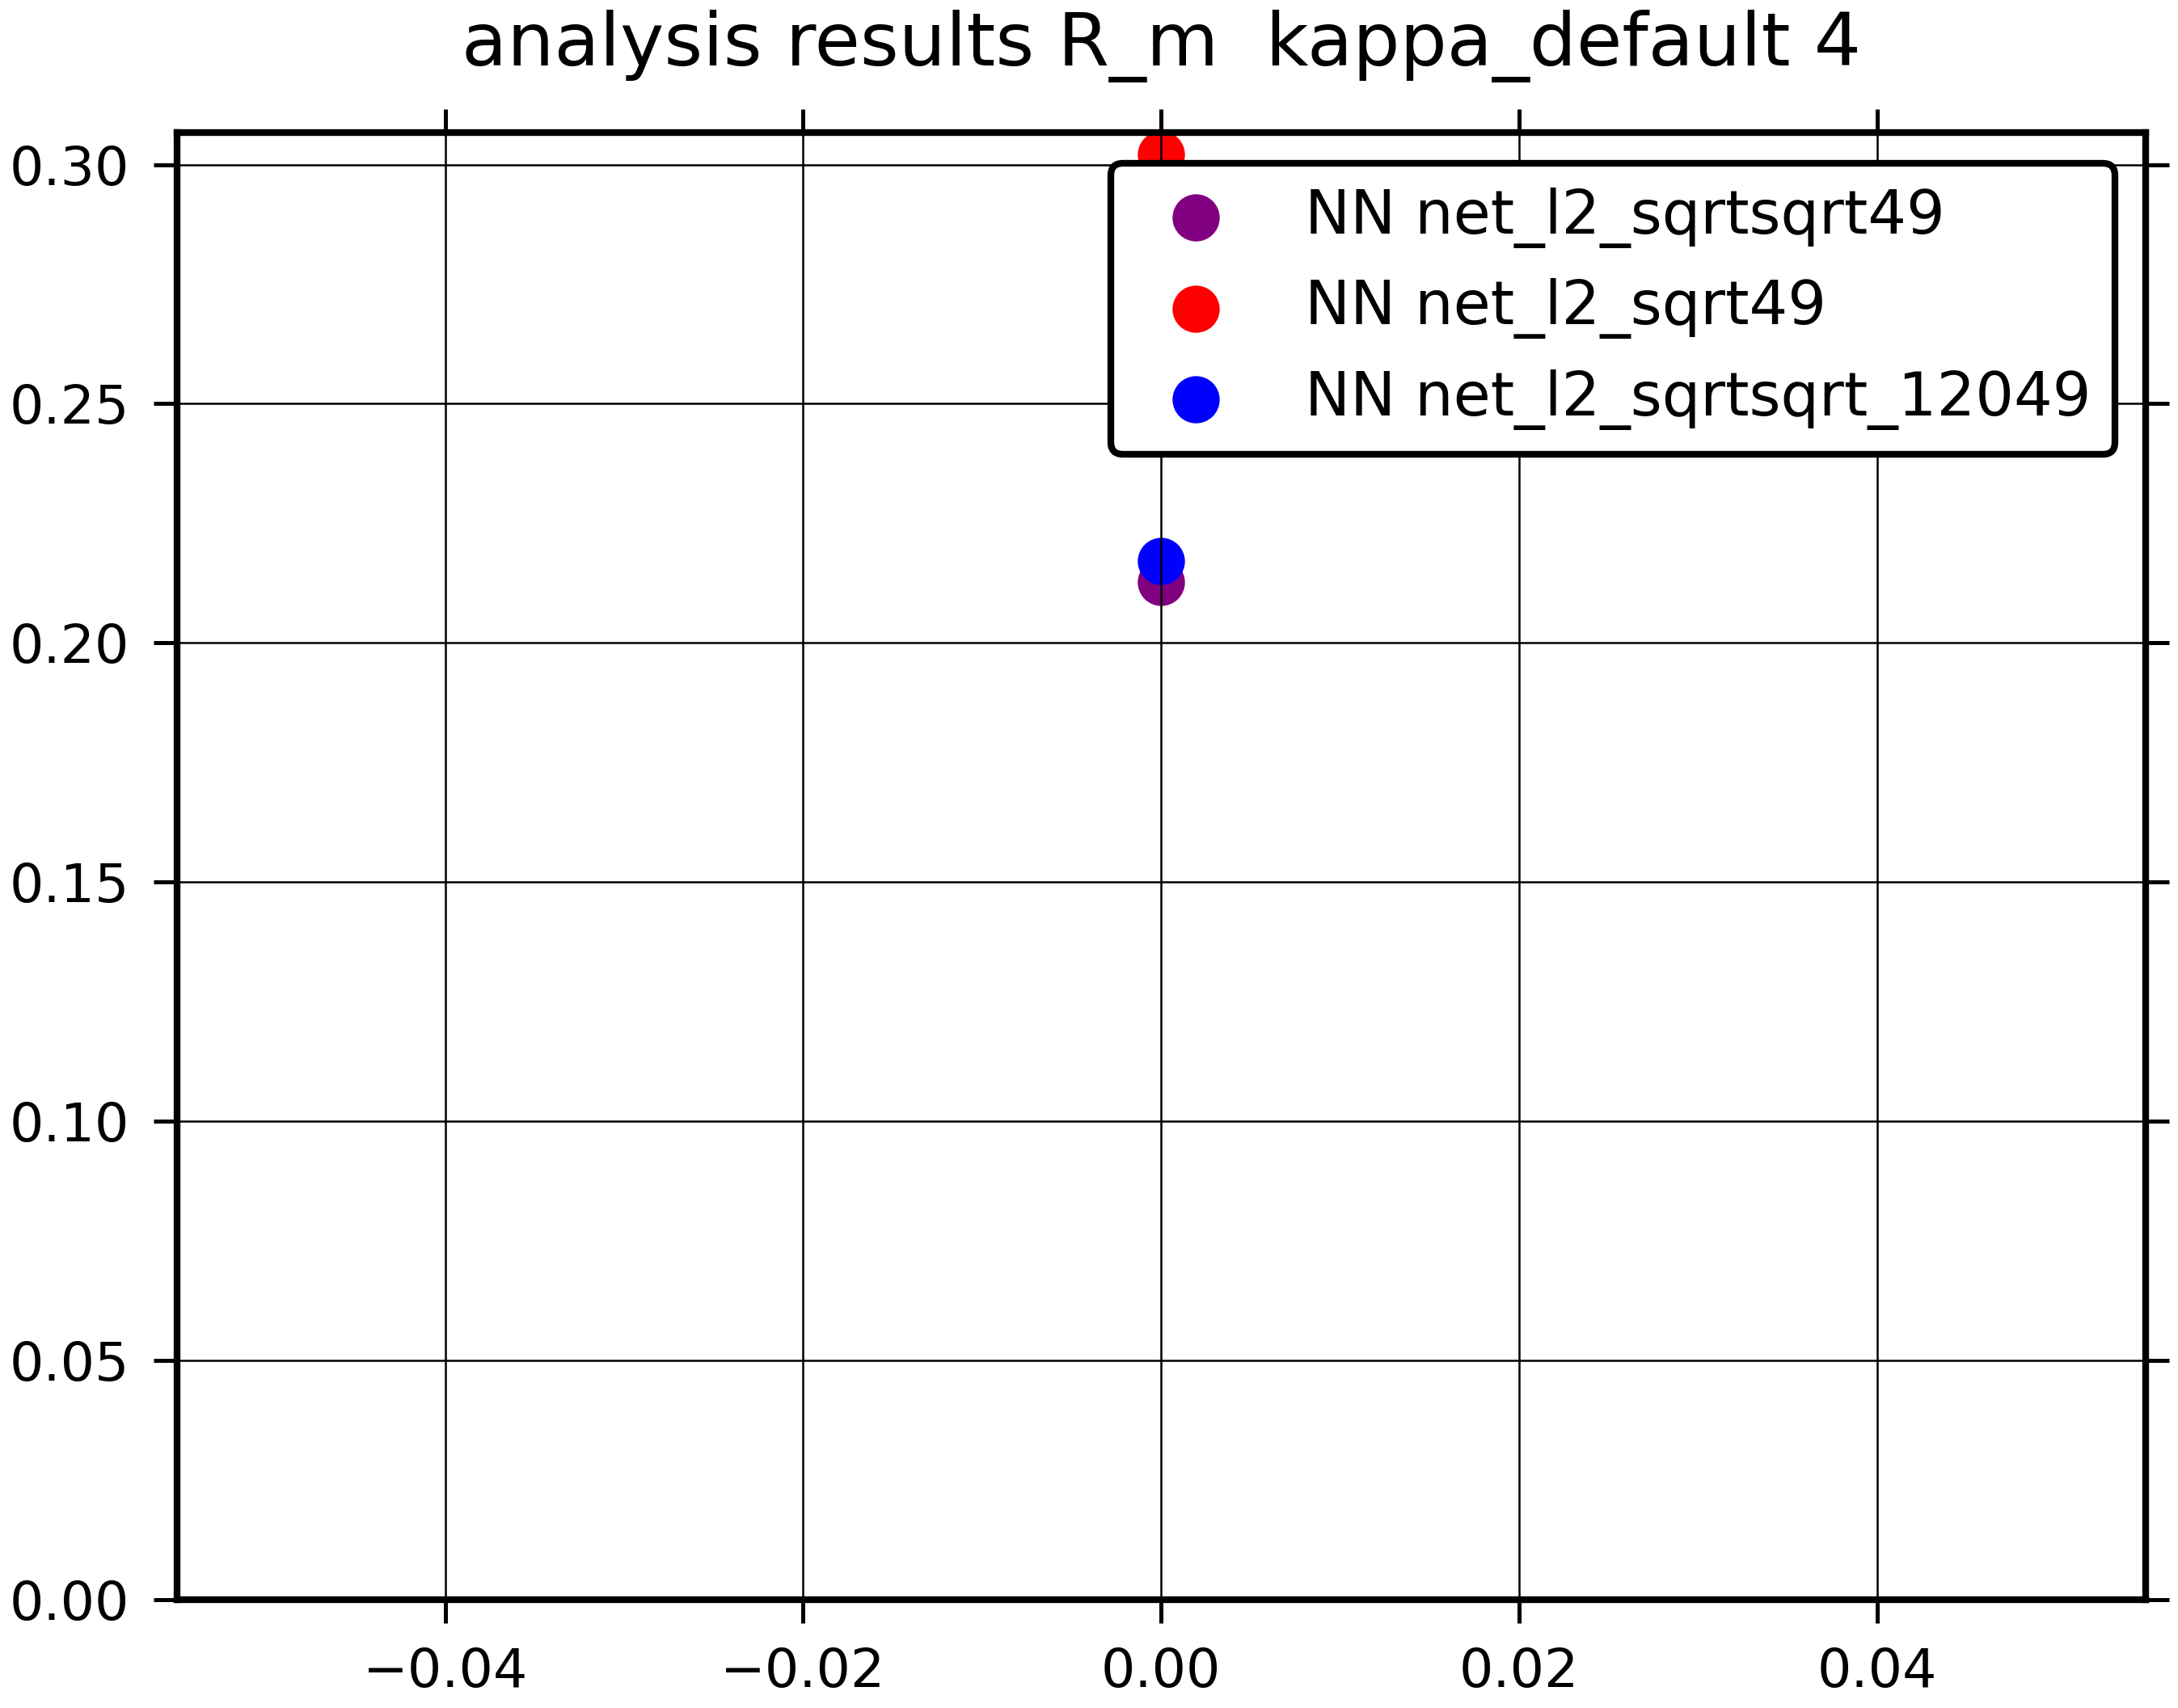 analysis results R_m  kappa_default 4
0.30
0.25
0.20
0.15
0.10
0.05
0.00
NN net_l2_sqrtsqrt49
NN net_l2_sqrt49
NN net_l2_sqrtsqrt_12049
−0.04 −0.02 0.00 0.02 0.04